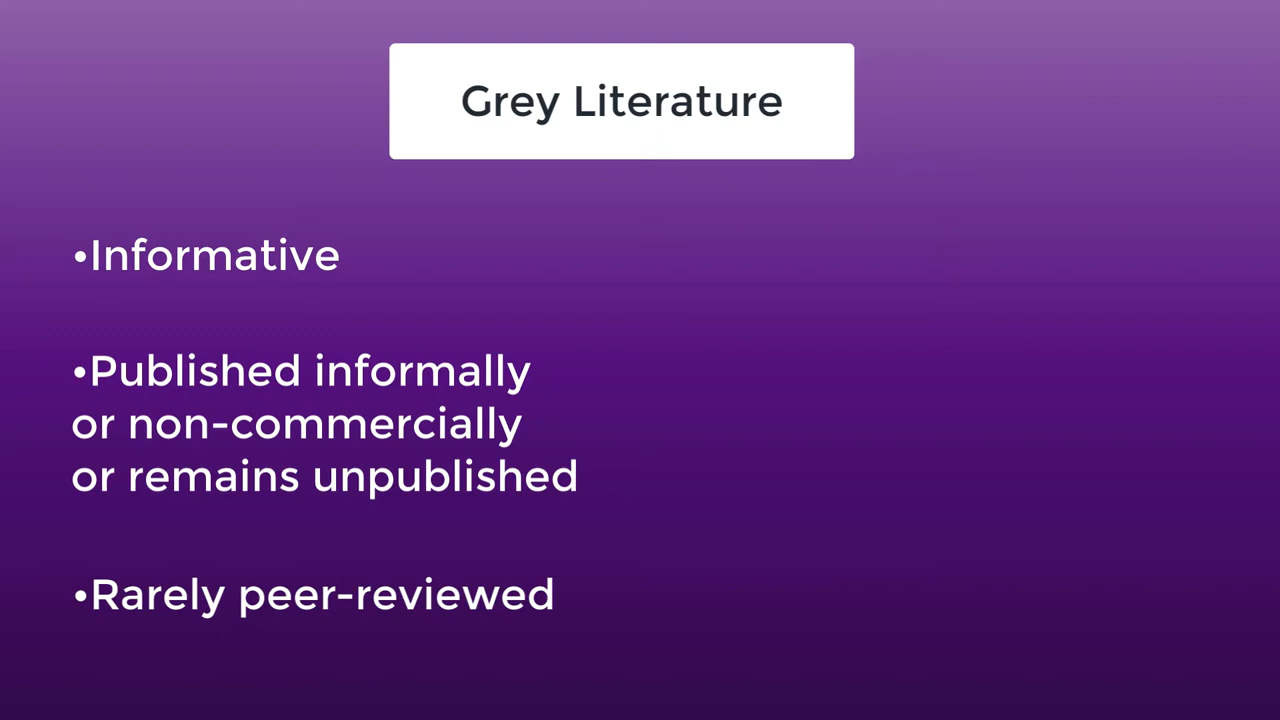 Grey Literature
•Informative
•Published informally
or non-commercially
or remains unpublished
•Rarely peer-reviewed